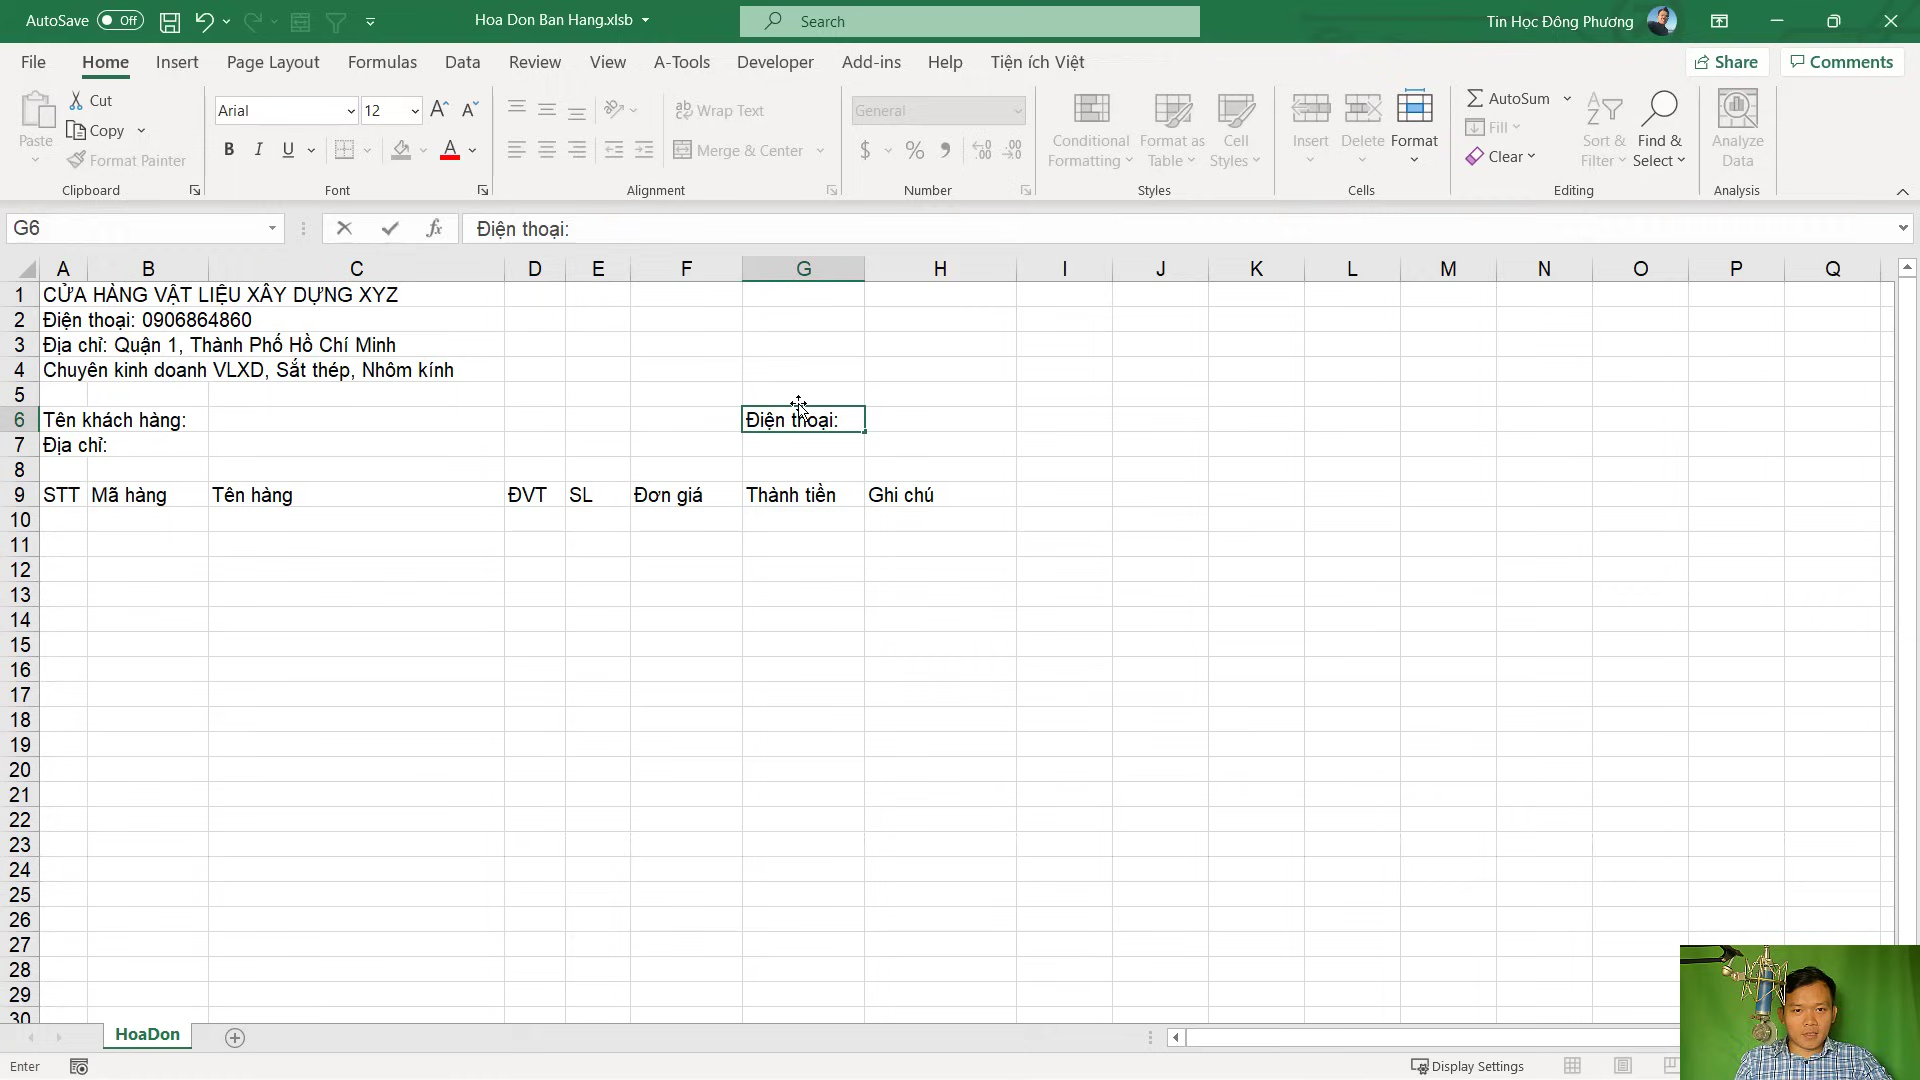 AutoSave Off Hoa Don Ban Hang.xlsb Search Tin Học Đông Phương
File Home Insert Page Layout Formulas Data Review View A-Tools Developer Add-ins Help Tiện ích Việt Share Comments
Paste Cut Copy Format Painter
Clipboard
Arial 12
B I U A
Font
ab Wrap Text
Merge & Center
Alignment
General
$ % 9
Number
Conditional Formatting Format as Table Cell Styles
Styles
Insert Delete Format
Cells
AutoSum Fill Clear Sort & Filter Find & Select
Editing
Analyze Data
Analysis
G6 fx Điện thoại:
A B C D E F G H I J K L M N O P Q
1 CỬA HÀNG VẬT LIỆU XÂY DỰNG XYZ
2 Điện thoại: 0906864860
3 Địa chỉ: Quận 1, Thành Phố Hồ Chí Minh
4 Chuyên kinh doanh VLXD, Sắt thép, Nhôm kính
5
6 Tên khách hàng: Điện thoại:
7 Địa chỉ:
8
9 STT Mã hàng Tên hàng ĐVT SL Đơn giá Thành tiền Ghi chú
10
11
12
13
14
15
16
17
18
19
20
21
22
23
24
25
26
27
28
29
30
HoaDon
Enter Display Settings